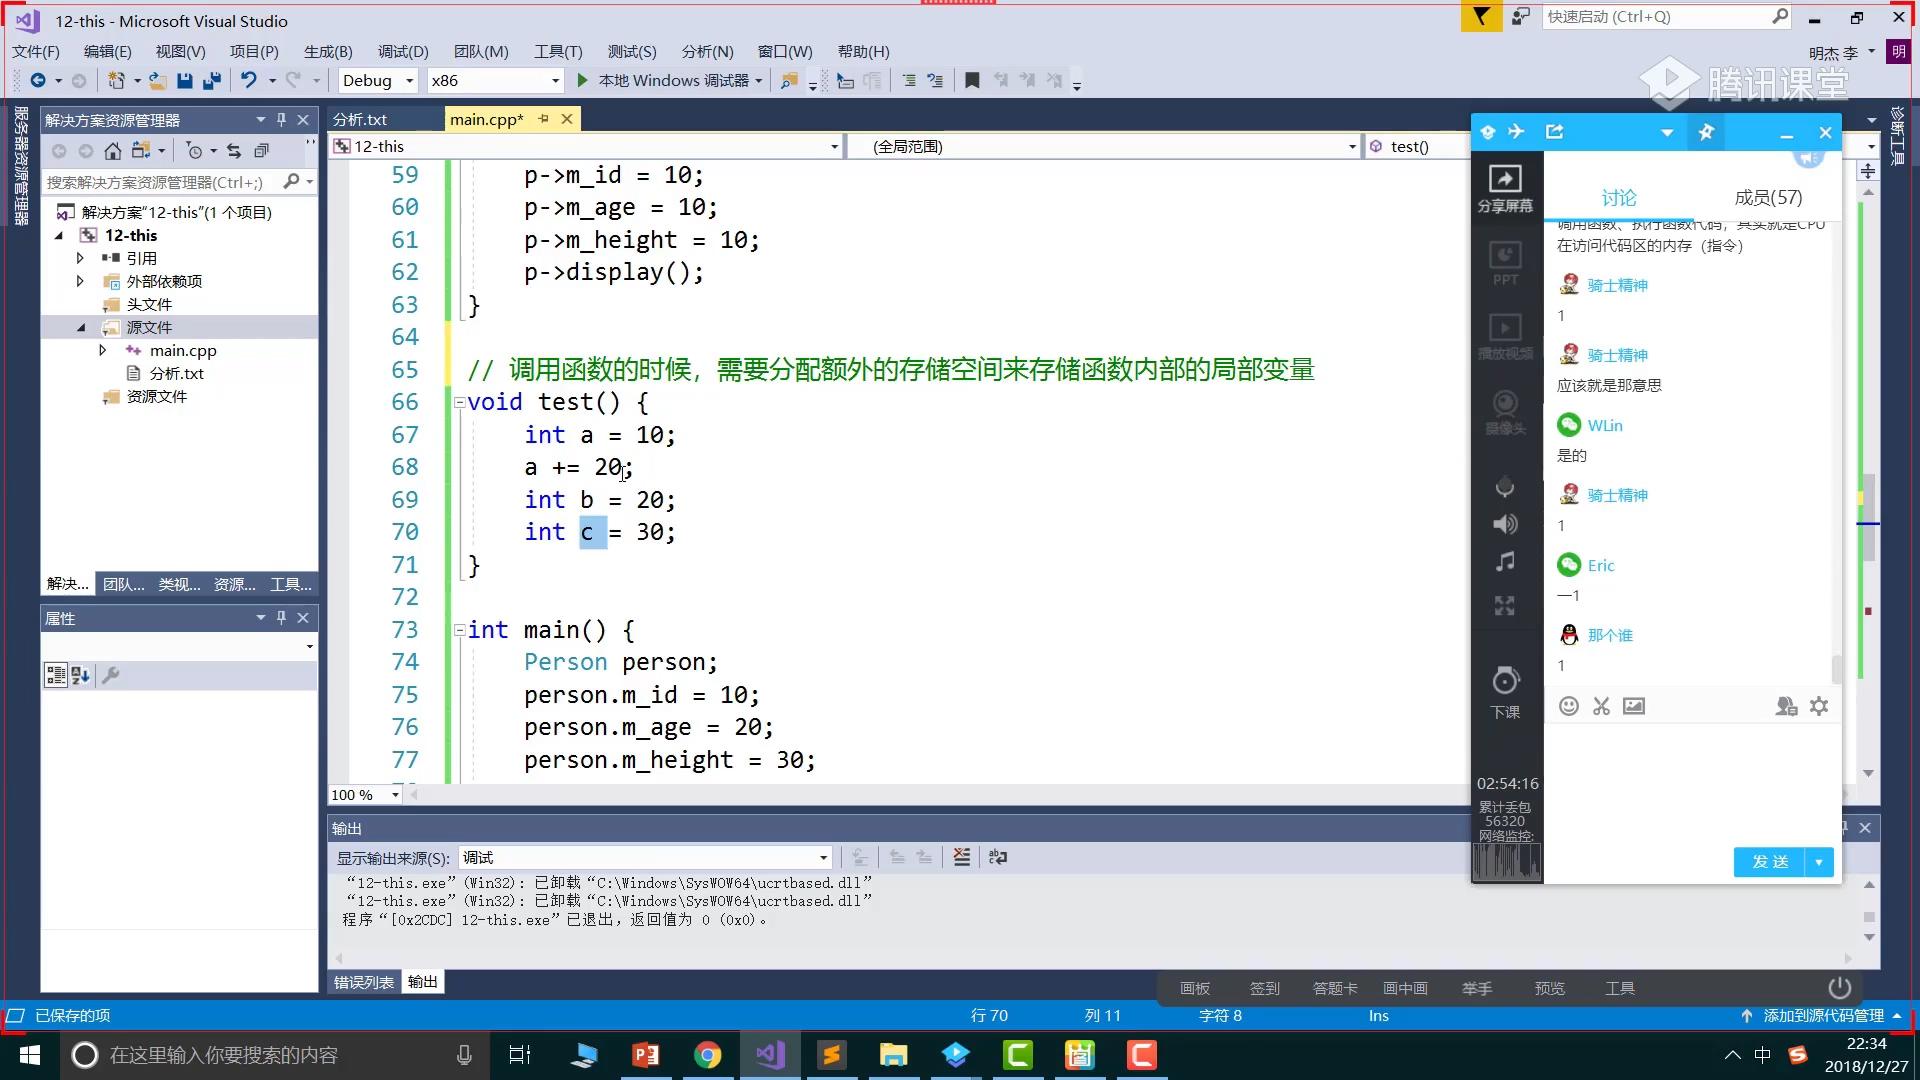 12-this - Microsoft Visual Studio
快速启动 (Ctrl+Q)
文件(F) 编辑(E) 视图(V) 项目(P) 生成(B) 调试(D) 团队(M) 工具(T) 测试(S) 分析(N) 窗口(W) 帮助(H)
明杰 李 明
Debug x86 本地 Windows 调试器
腾讯课堂
服务器资源管理器
诊断工具
解决方案资源管理器
搜索解决方案资源管理器(Ctrl+;)
解决方案"12-this"(1 个项目)
12-this
引用
外部依赖项
头文件
源文件
main.cpp
分析.txt
资源文件
解决... 团队... 类视... 资源... 工具...
属性
分析.txt main.cpp*
12-this (全局范围) test()
59 p->m_id = 10;
60 p->m_age = 10;
61 p->m_height = 10;
62 p->display();
63 }
64
65 // 调用函数的时候，需要分配额外的存储空间来存储函数内部的局部变量
66 void test() {
67 int a = 10;
68 a += 20;
69 int b = 20;
70 int c = 30;
71 }
72
73 int main() {
74 Person person;
75 person.m_id = 10;
76 person.m_age = 20;
77 person.m_height = 30;
100 %
输出
显示输出来源(S): 调试
“12-this.exe”(Win32): 已卸载“C:\Windows\SysWOW64\ucrtbased.dll”
“12-this.exe”(Win32): 已卸载“C:\Windows\SysWOW64\ucrtbased.dll”
程序“[0x2CDC] 12-this.exe”已退出，返回值为 0 (0x0)。
错误列表 输出
分享屏幕
PPT
播放视频
摄像头
下课
02:54:16
累计丢包
56320
网络监控:
讨论 成员(57)
调用函数、执行函数代码，其实就是CPU
在访问代码区的内存（指令）
骑士精神
1
骑士精神
应该就是那意思
WLin
是的
骑士精神
1
Eric
—1
那个谁
1
发 送
画板 签到 答题卡 画中画 举手 预览 工具
已保存的项 行 70 列 11 字符 8 Ins 添加到源代码管理
在这里输入你要搜索的内容
中
22:34
2018/12/27